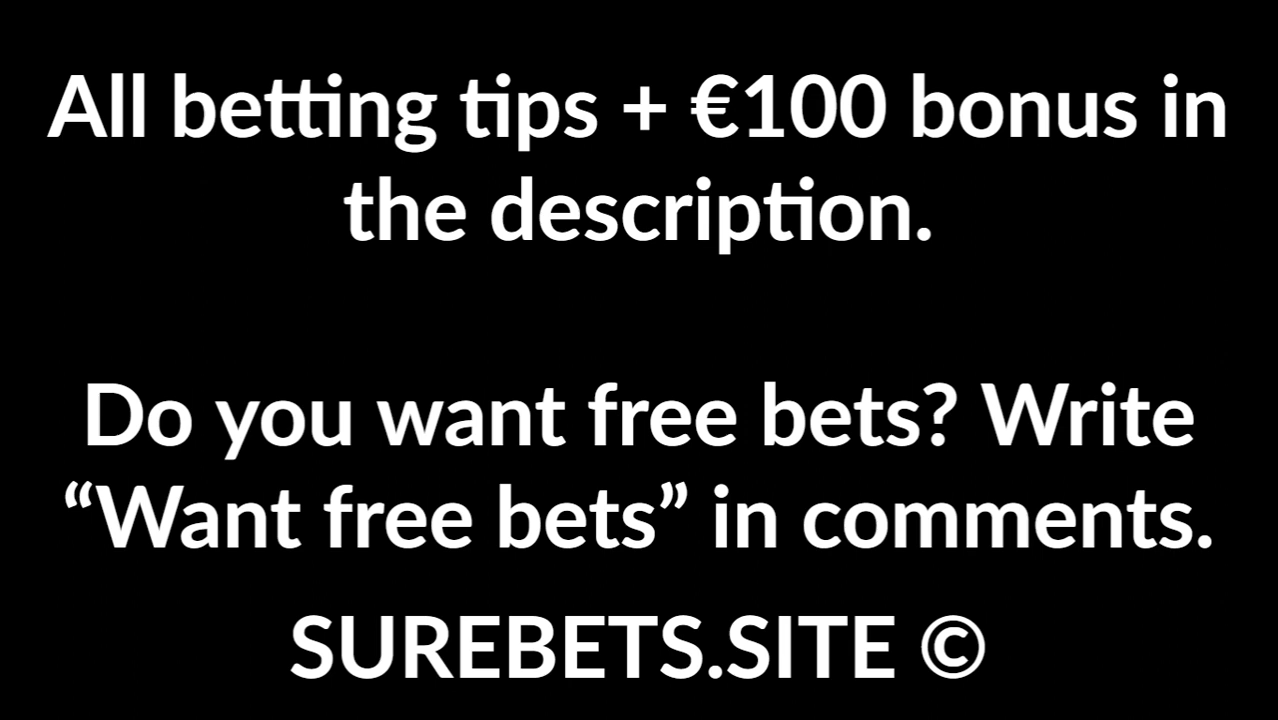 All betting tips + €100 bonus in
the description.
Do you want free bets? Write
“Want free bets” in comments.
SUREBETS.SITE ©